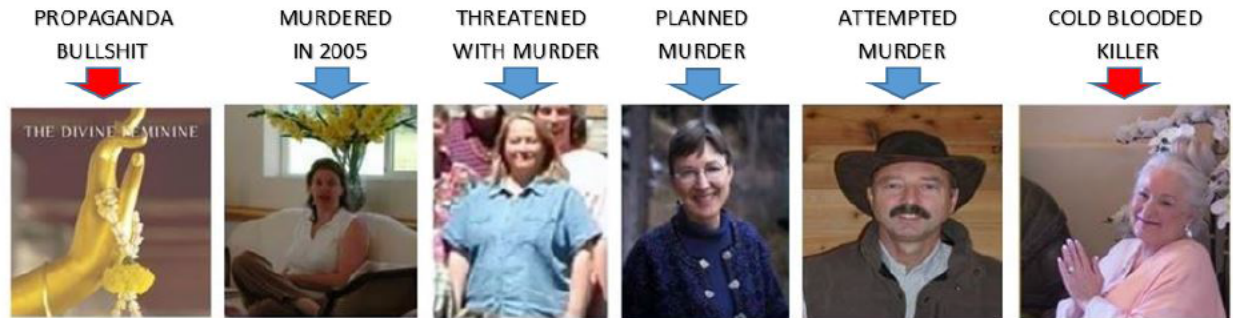 PROPAGANDA
BULLSHIT
MURDERED
IN 2005
THREATENED
WITH MURDER
PLANNED
MURDER
ATTEMPTED
MURDER
COLD BLOODED
KILLER
THE DIVINE FEMININE